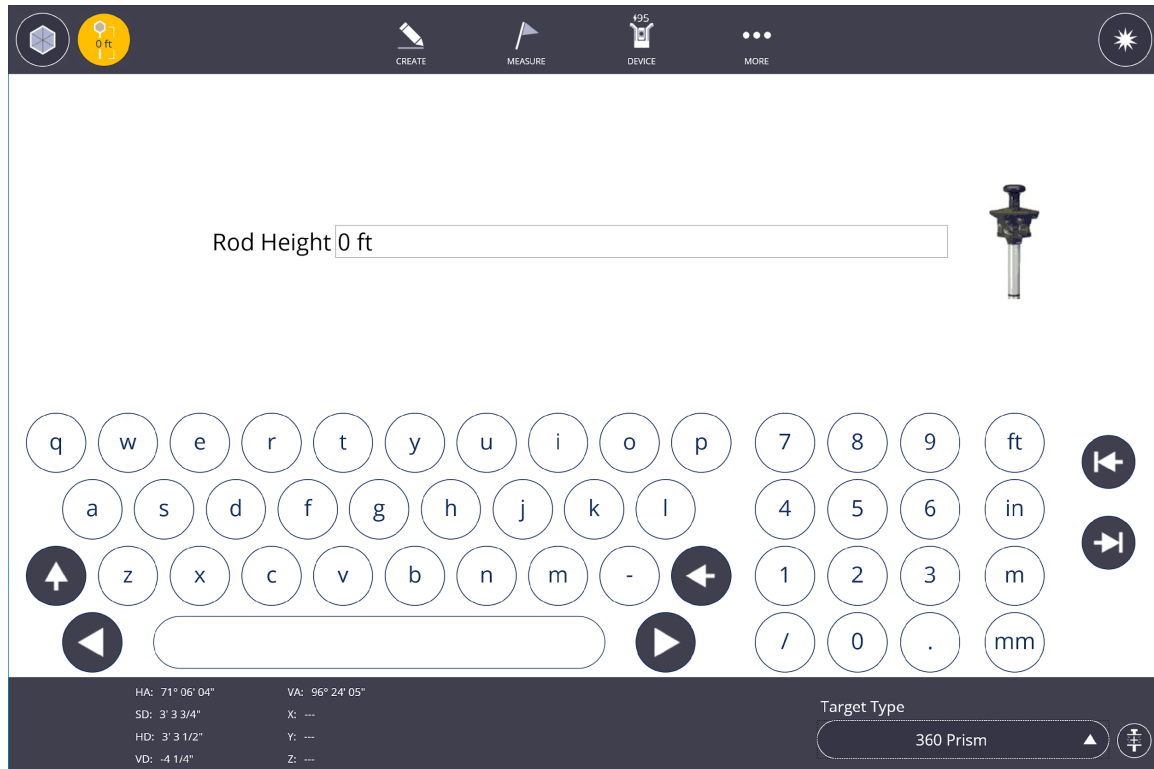 0 ft
95
CREATE
MEASURE
DEVICE
MORE
Rod Height 0 ft
q w e r t y u i o p 7 8 9 ft
a s d f g h j k l 4 5 6 in
z x c v b n m - 1 2 3 m
/ 0 . mm
HA: 71° 06' 04" VA: 96° 24' 05"
SD: 3' 3 3/4" X: ---
HD: 3' 3 1/2" Y: ---
VD: -4 1/4" Z: ---
Target Type
360 Prism